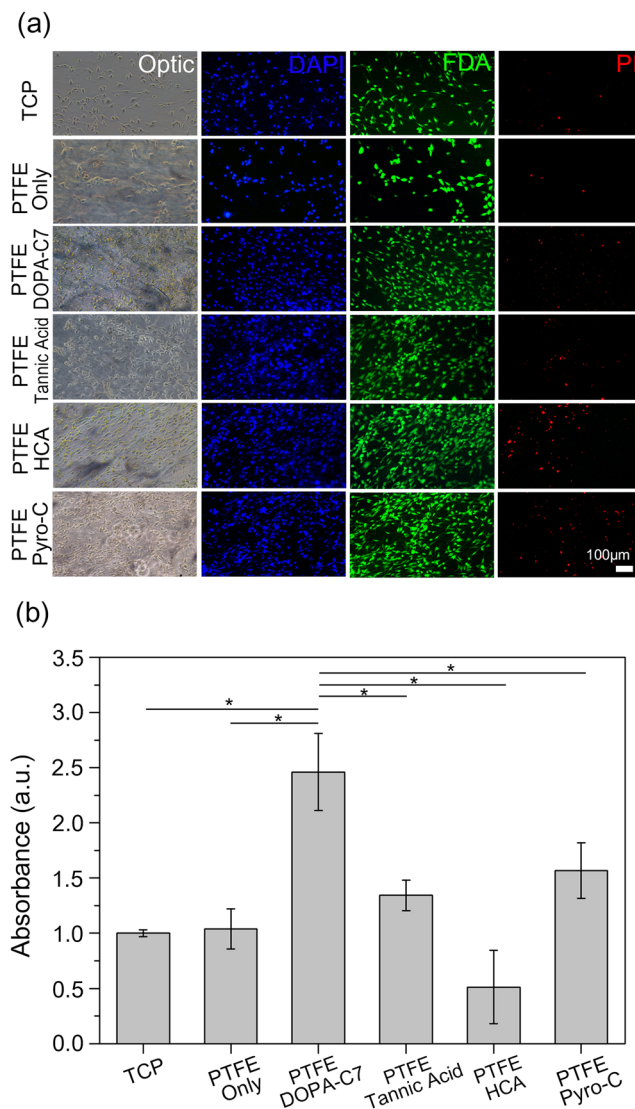 (a)
Optic DAPI FDA PI
TCP
PTFE
Only
PTFE
DOPA-C7
PTFE
Tannic Acid
PTFE
HCA
PTFE
Pyro-C
100μm
(b)
Absorbance (a.u.)
3.5
3.0
2.5
2.0
1.5
1.0
0.5
0.0
* * * * *
TCP
PTFE
Only
PTFE
DOPA-C7
PTFE
Tannic Acid
PTFE
HCA
PTFE
Pyro-C